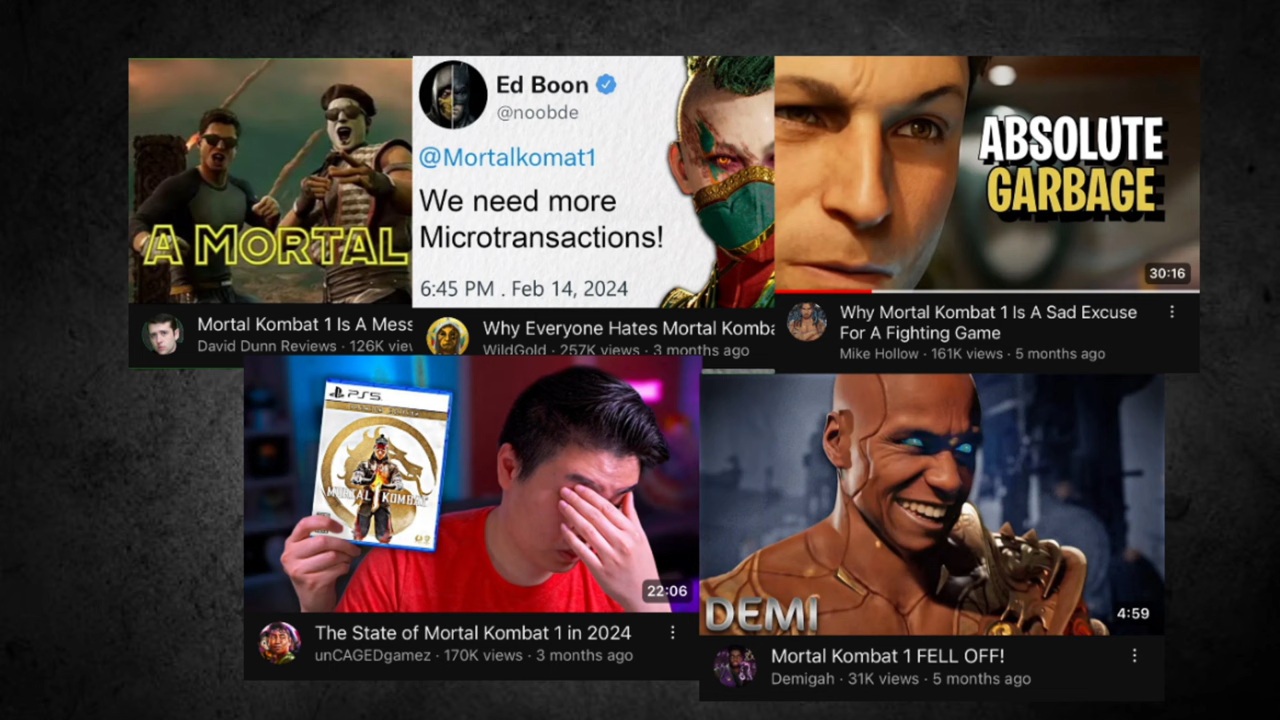 A MORTAL
Mortal Kombat 1 Is A Mess
David Dunn Reviews · 126K view
Ed Boon
@noobde
@Mortalkomat1
We need more
Microtransactions!
6:45 PM . Feb 14, 2024
Why Everyone Hates Mortal Komba
WildGold · 257K views · 3 months ago
ABSOLUTE
GARBAGE
30:16
Why Mortal Kombat 1 Is A Sad Excuse
For A Fighting Game
Mike Hollow · 161K views · 5 months ago
PS5
MORTAL KOMBAT
22:06
The State of Mortal Kombat 1 in 2024
unCAGEDgamez · 170K views · 3 months ago
DEMI
4:59
Mortal Kombat 1 FELL OFF!
Demigah · 31K views · 5 months ago